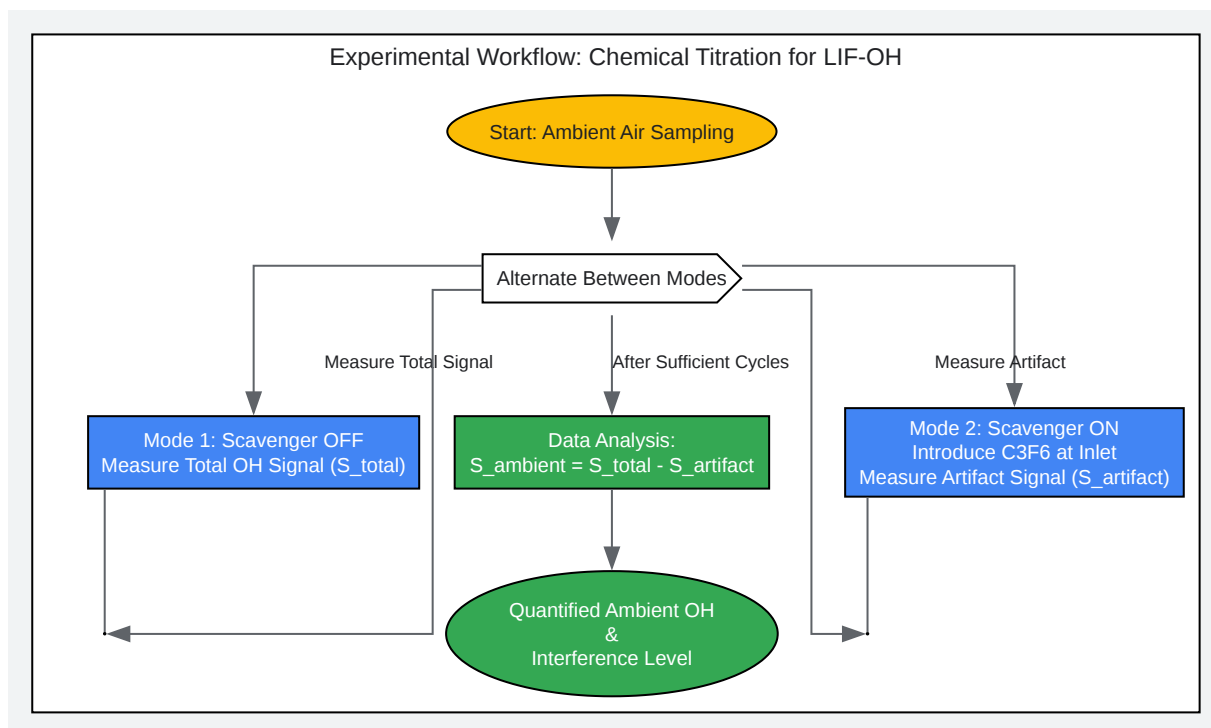 Experimental Workflow: Chemical Titration for LIF-OH
Start: Ambient Air Sampling
Alternate Between Modes
Measure Total Signal
After Sufficient Cycles
Measure Artifact
Mode 1: Scavenger OFF
Measure Total OH Signal (S_total)
Data Analysis:
S_ambient = S_total - S_artifact
Mode 2: Scavenger ON
Introduce C3F6 at Inlet
Measure Artifact Signal (S_artifact)
Quantified Ambient OH
&
Interference Level